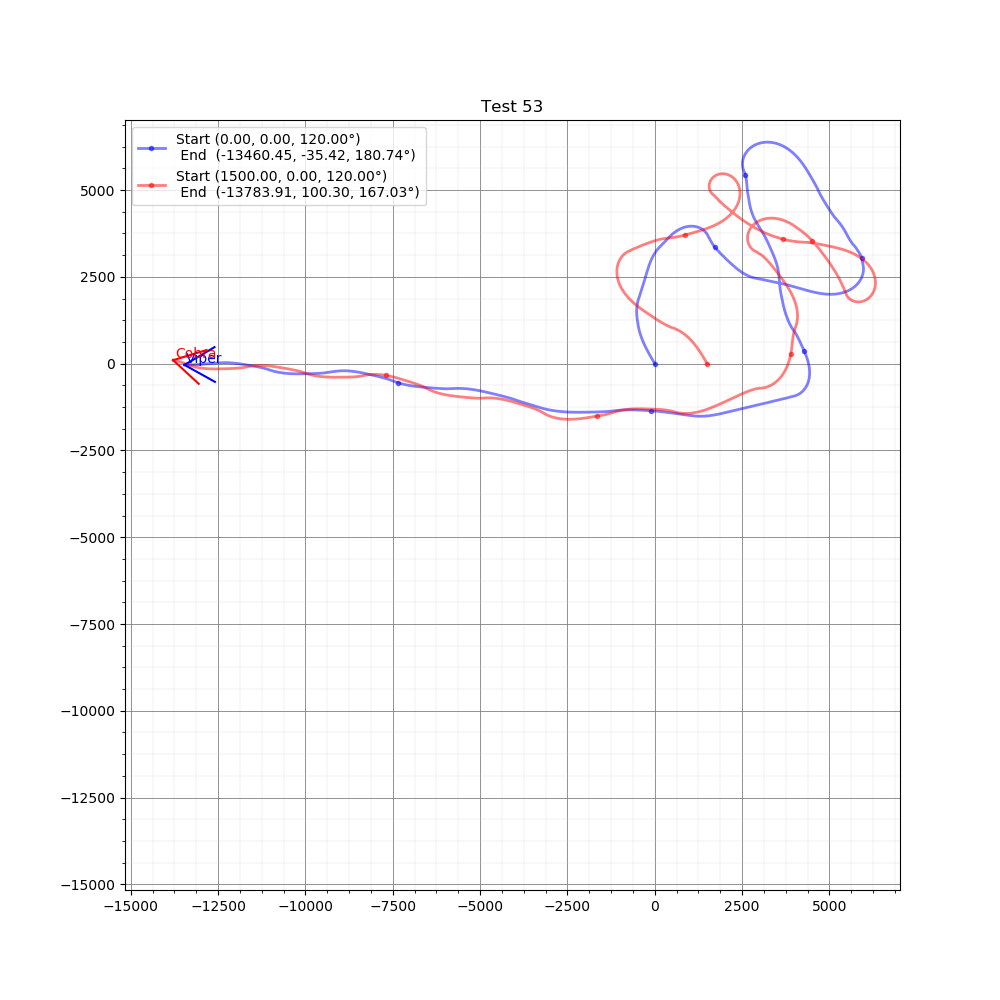 Test 53
Start (0.00, 0.00, 120.00°)
End (-13460.45, -35.42, 180.74°)
Start (1500.00, 0.00, 120.00°)
End (-13783.91, 100.30, 167.03°)
5000
2500
0
−2500
−5000
−7500
−10000
−12500
−15000
Cobra
Viper
−15000 −12500 −10000 −7500 −5000 −2500 0 2500 5000